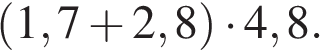 (1,7 + 2,8) · 4,8.